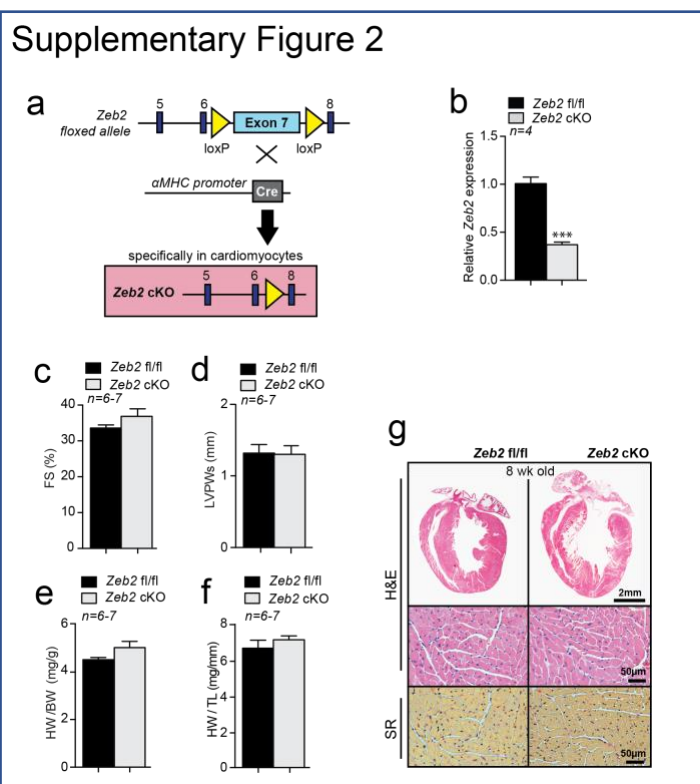 Supplementary Figure 2
a
Zeb2
floxed allele
5
6
Exon 7
8
loxP
loxP
αMHC promoter
Cre
specifically in cardiomyocytes
Zeb2 cKO
5
6
8
b
Zeb2 fl/fl
Zeb2 cKO
n=4
Relative Zeb2 expression
1.5
1.0
0.5
0.0
***
c
Zeb2 fl/fl
Zeb2 cKO
n=6-7
FS (%)
40
30
20
10
0
d
Zeb2 fl/fl
Zeb2 cKO
n=6-7
LVPWs (mm)
2
1
0
e
Zeb2 fl/fl
Zeb2 cKO
n=6-7
HW/BW (mg/g)
6
4
2
0
f
Zeb2 fl/fl
Zeb2 cKO
n=6-7
HW/TL (mg/mm)
8
6
4
2
0
g
Zeb2 fl/fl
Zeb2 cKO
8 wk old
H&E
2mm
50µm
SR
50µm